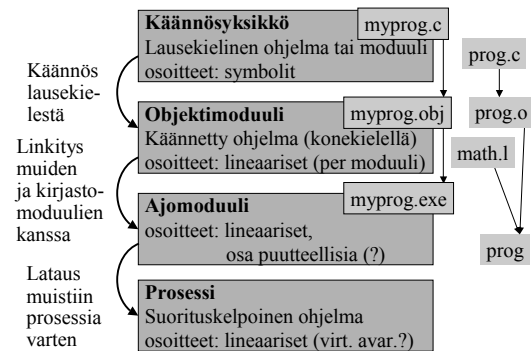 Käännösyksikkö
myprog.c
Lausekielinen ohjelma tai moduuli
osoitteet: symbolit
prog.c
Käännös
lausekie-
lestä
Objektimoduuli
myprog.obj
Käännetty ohjelma (konekielellä)
osoitteet: lineaariset (per moduuli)
prog.o
math.l
Linkitys
muiden
ja kirjasto-
moduulien
kanssa
Ajomoduuli
myprog.exe
osoitteet: lineaariset,
osa puutteellisia (?)
prog
Lataus
muistiin
prosessia
varten
Prosessi
Suorituskelpoinen ohjelma
osoitteet: lineaariset (virt. avar.?)